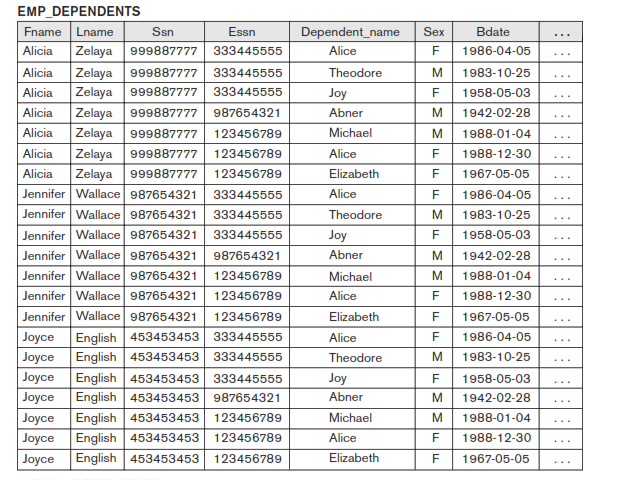 EMP_DEPENDENTS
Fname Lname Ssn Essn Dependent_name Sex Bdate ...
Alicia Zelaya 999887777 333445555 Alice F 1986-04-05 ...
Alicia Zelaya 999887777 333445555 Theodore M 1983-10-25 ...
Alicia Zelaya 999887777 333445555 Joy F 1958-05-03 ...
Alicia Zelaya 999887777 987654321 Abner M 1942-02-28 ...
Alicia Zelaya 999887777 123456789 Michael M 1988-01-04 ...
Alicia Zelaya 999887777 123456789 Alice F 1988-12-30 ...
Alicia Zelaya 999887777 123456789 Elizabeth F 1967-05-05 ...
Jennifer Wallace 987654321 333445555 Alice F 1986-04-05 ...
Jennifer Wallace 987654321 333445555 Theodore M 1983-10-25 ...
Jennifer Wallace 987654321 333445555 Joy F 1958-05-03 ...
Jennifer Wallace 987654321 987654321 Abner M 1942-02-28 ...
Jennifer Wallace 987654321 123456789 Michael M 1988-01-04 ...
Jennifer Wallace 987654321 123456789 Alice F 1988-12-30 ...
Jennifer Wallace 987654321 123456789 Elizabeth F 1967-05-05 ...
Joyce English 453453453 333445555 Alice F 1986-04-05 ...
Joyce English 453453453 333445555 Theodore M 1983-10-25 ...
Joyce English 453453453 333445555 Joy F 1958-05-03 ...
Joyce English 453453453 987654321 Abner M 1942-02-28 ...
Joyce English 453453453 123456789 Michael M 1988-01-04 ...
Joyce English 453453453 123456789 Alice F 1988-12-30 ...
Joyce English 453453453 123456789 Elizabeth F 1967-05-05 ...